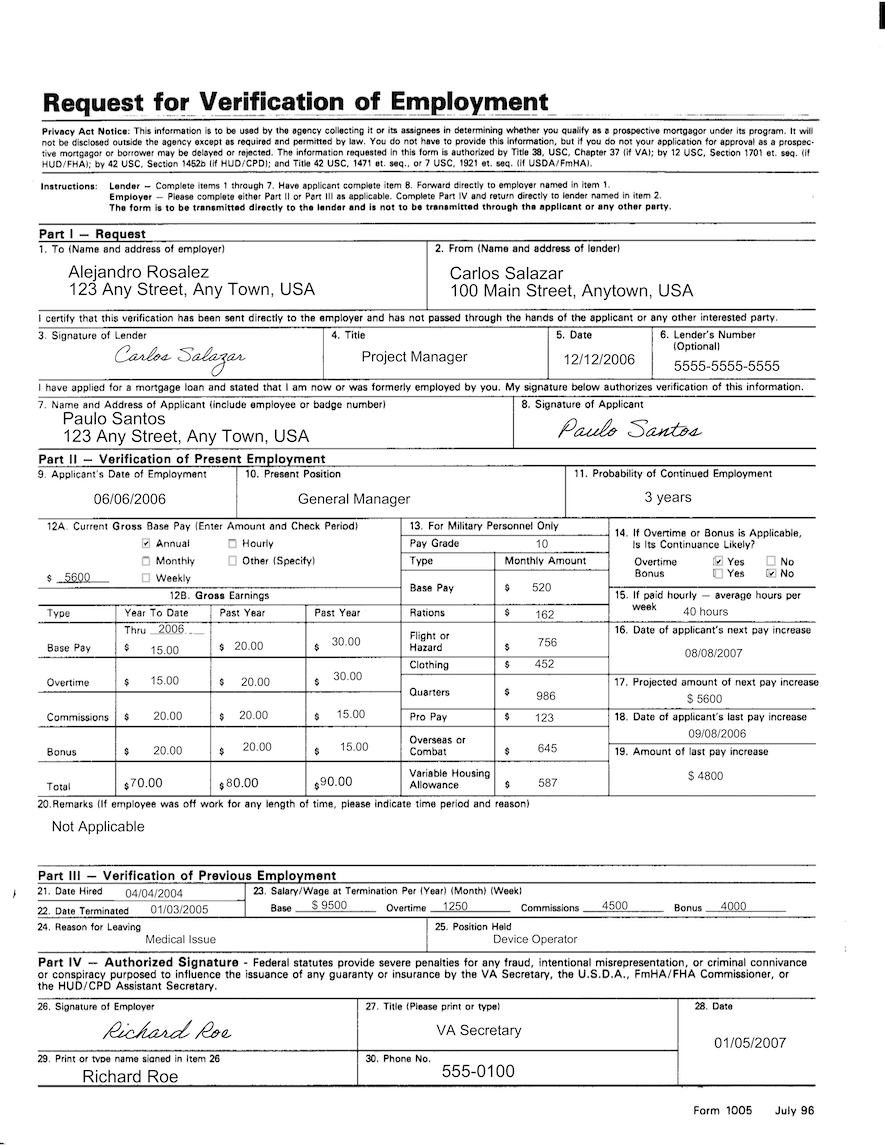 Request for Verification of Employment
Privacy Act Notice: This information is to be used by the agency collecting it or its assignees in determining whether you qualify as a prospective mortgagor under its program. It will
not be disclosed outside the agency except as required and permitted by law. You do not have to provide this information, but if you do not your application for approval as a prospec-
tive mortgagor or borrower may be delayed or rejected. The information requested in this form is authorized by Title 38, USC, Chapter 37 (if VA); by 12 USC, Section 1701 et. seq. (if
HUD/FHA); by 42 USC, Section 1452b (if HUD/CPD); and Title 42 USC, 1471 et. seq., or 7 USC, 1921 et. seq. (if USDA/FmHA).
Instructions: Lender — Complete items 1 through 7. Have applicant complete item 8. Forward directly to employer named in item 1.
Employer — Please complete either Part II or Part III as applicable. Complete Part IV and return directly to lender named in item 2.
The form is to be transmitted directly to the lender and is not to be transmitted through the applicant or any other party.
Part I — Request
1. To (Name and address of employer)
Alejandro Rosalez
123 Any Street, Any Town, USA
2. From (Name and address of lender)
Carlos Salazar
100 Main Street, Anytown, USA
I certify that this verification has been sent directly to the employer and has not passed through the hands of the applicant or any other interested party.
3. Signature of Lender
Carlos Salazar
4. Title
Project Manager
5. Date
12/12/2006
6. Lender's Number
(Optional)
5555-5555-5555
I have applied for a mortgage loan and stated that I am now or was formerly employed by you. My signature below authorizes verification of this information.
7. Name and Address of Applicant (include employee or badge number)
Paulo Santos
123 Any Street, Any Town, USA
8. Signature of Applicant
Paulo Santos
Part II — Verification of Present Employment
9. Applicant's Date of Employment
06/06/2006
10. Present Position
General Manager
11. Probability of Continued Employment
3 years
12A. Current Gross Base Pay (Enter Amount and Check Period)
Annual Hourly
Monthly Other (Specify)
$ 5600 Weekly
12B. Gross Earnings
Type Year To Date Past Year Past Year
Thru 2006
Base Pay $ 15.00 $ 20.00 $ 30.00
Overtime $ 15.00 $ 20.00 $ 30.00
Commissions $ 20.00 $ 20.00 $ 15.00
Bonus $ 20.00 $ 20.00 $ 15.00
Total $70.00 $80.00 $90.00
13. For Military Personnel Only
Pay Grade 10
Type Monthly Amount
Base Pay $ 520
Rations $ 162
Flight or
Hazard $ 756
Clothing $ 452
Quarters $ 986
Pro Pay $ 123
Overseas or
Combat $ 645
Variable Housing
Allowance $ 587
14. If Overtime or Bonus is Applicable,
Is Its Continuance Likely?
Overtime Yes No
Bonus Yes No
15. If paid hourly — average hours per
week 40 hours
16. Date of applicant's next pay increase
08/08/2007
17. Projected amount of next pay increase
$ 5600
18. Date of applicant's last pay increase
09/08/2006
19. Amount of last pay increase
$ 4800
20.Remarks (If employee was off work for any length of time, please indicate time period and reason)
Not Applicable
Part III — Verification of Previous Employment
21. Date Hired 04/04/2004
22. Date Terminated 01/03/2005
23. Salary/Wage at Termination Per (Year) (Month) (Week)
Base $ 9500 Overtime 1250 Commissions 4500 Bonus 4000
24. Reason for Leaving
Medical Issue
25. Position Held
Device Operator
Part IV — Authorized Signature - Federal statutes provide severe penalties for any fraud, intentional misrepresentation, or criminal connivance
or conspiracy purposed to influence the issuance of any guaranty or insurance by the VA Secretary, the U.S.D.A., FmHA/FHA Commissioner, or
the HUD/CPD Assistant Secretary.
26. Signature of Employer
Richard Roe
27. Title (Please print or type)
VA Secretary
28. Date
01/05/2007
29. Print or type name signed in Item 26
Richard Roe
30. Phone No.
555-0100
Form 1005 July 96